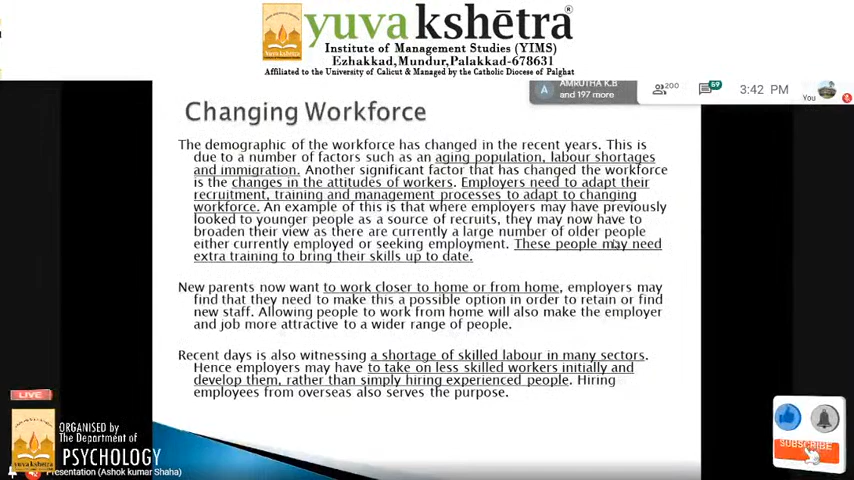 yuvakshētra®
Institute of Management Studies (YIMS)
Ezhakkad, Mundur, Palakkad-678631
Affiliated to the University of Calicut & Managed by the Catholic Diocese of Palghat
A AMRUTHA K.B
and 197 more
200
59
3:42 PM
You
Changing Workforce
The demographic of the workforce has changed in the recent years. This is
due to a number of factors such as an aging population, labour shortages
and immigration. Another significant factor that has changed the workforce
is the changes in the attitudes of workers. Employers need to adapt their
recruitment, training and management processes to adapt to changing
workforce. An example of this is that where employers may have previously
looked to younger people as a source of recruits, they may now have to
broaden their view as there are currently a large number of older people
either currently employed or seeking employment. These people may need
extra training to bring their skills up to date.
New parents now want to work closer to home or from home, employers may
find that they need to make this a possible option in order to retain or find
new staff. Allowing people to work from home will also make the employer
and job more attractive to a wider range of people.
Recent days is also witnessing a shortage of skilled labour in many sectors.
Hence employers may have to take on less skilled workers initially and
develop them, rather than simply hiring experienced people. Hiring
employees from overseas also serves the purpose.
LIVE
ORGANISED by
The Department of
PSYCHOLOGY
yuvakshetra
Presentation (Ashok kumar Shaha)
SUBSCRIBE